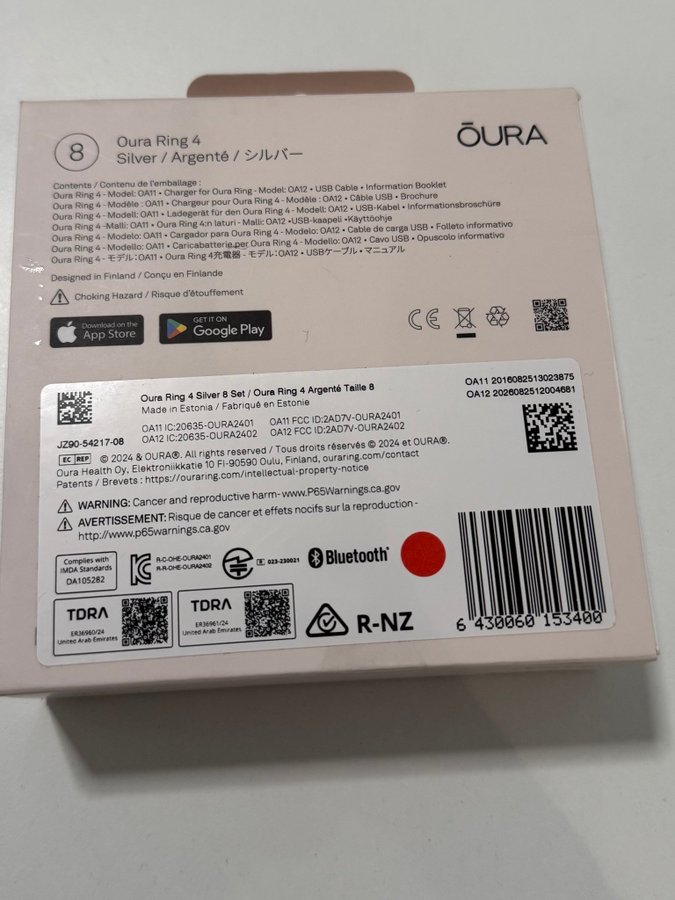 8
Oura Ring 4
Silver / Argenté / シルバー
ŌURA
Contents / Contenu de l'emballage :
Oura Ring 4 - Model: OA11 • Charger for Oura Ring - Model: OA12 • USB Cable • Information Booklet
Oura Ring 4 - Modèle : OA11 • Chargeur pour Oura Ring 4 - Modèle : OA12 • Câble USB • Brochure
Oura Ring 4 - Modell: OA11 • Ladegerät für den Oura Ring 4 - Modell: OA12 • USB-Kabel • Informationsbroschüre
Oura Ring 4 -Malli: OA11 • Oura Ring 4:n laturi - Malli: OA12 •USB-kaapeli •Käyttöohje
Oura Ring 4 - Modelo: OA11 • Cargador para Oura Ring 4 - Modelo: OA12 • Cable de carga USB • Folleto informativo
Oura Ring 4 - Modello: OA11 • Caricabatterie per Oura Ring 4 - Modello: OA12 • Cavo USB • Opuscolo informativo
Oura Ring 4 - モデル：OA11 • Oura Ring 4充電器 - モデル：OA12 • USBケーブル • マニュアル
Designed in Finland / Conçu en Finlande
Choking Hazard / Risque d'étouffement
Download on the
App Store
GET IT ON
Google Play
CE
Oura Ring 4 Silver 8 Set / Oura Ring 4 Argenté Taille 8
Made in Estonia / Fabriqué en Estonie
OA11 2016082513023875
OA12 2026082512004681
OA11 IC:20635-OURA2401 OA11 FCC ID:2AD7V-OURA2401
OA12 IC:20635-OURA2402 OA12 FCC ID:2AD7V-OURA2402
JZ90-54217-08
EC REP © 2024 & OURA®. All rights reserved / Tous droits réservés © 2024 et OURA®.
Oura Health Oy, Elektroniikkatie 10 FI-90590 Oulu, Finland, ouraring.com/contact
Patents / Brevets : https://ouraring.com/intellectual-property-notice
WARNING: Cancer and reproductive harm- www.P65Warnings.ca.gov
AVERTISSEMENT: Risque de cancer et effets nocifs sur la reproduction -
http://www.p65warnings.ca.gov
Complies with
IMDA Standards
DA105282
R-C-OHE-OURA2401
R-R-OHE-OURA2402
R 023-230021
Bluetooth®
TDRA
ER36960/24
United Arab Emirates
TDRA
ER36961/24
United Arab Emirates
R-NZ
6 430060 153400